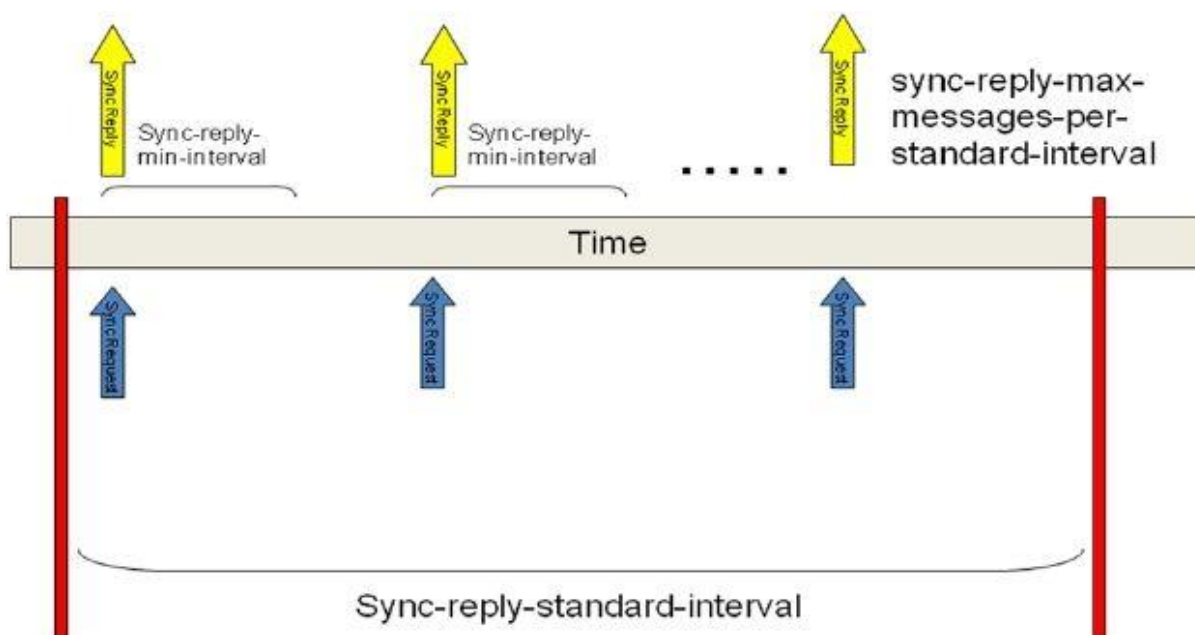 Sync Reply
Sync-reply-
min-interval
Sync Reply
Sync-reply-
min-interval
Sync Reply
sync-reply-max-
messages-per-
standard-interval
Time
Sync Request
Sync Request
Sync Request
Sync-reply-standard-interval